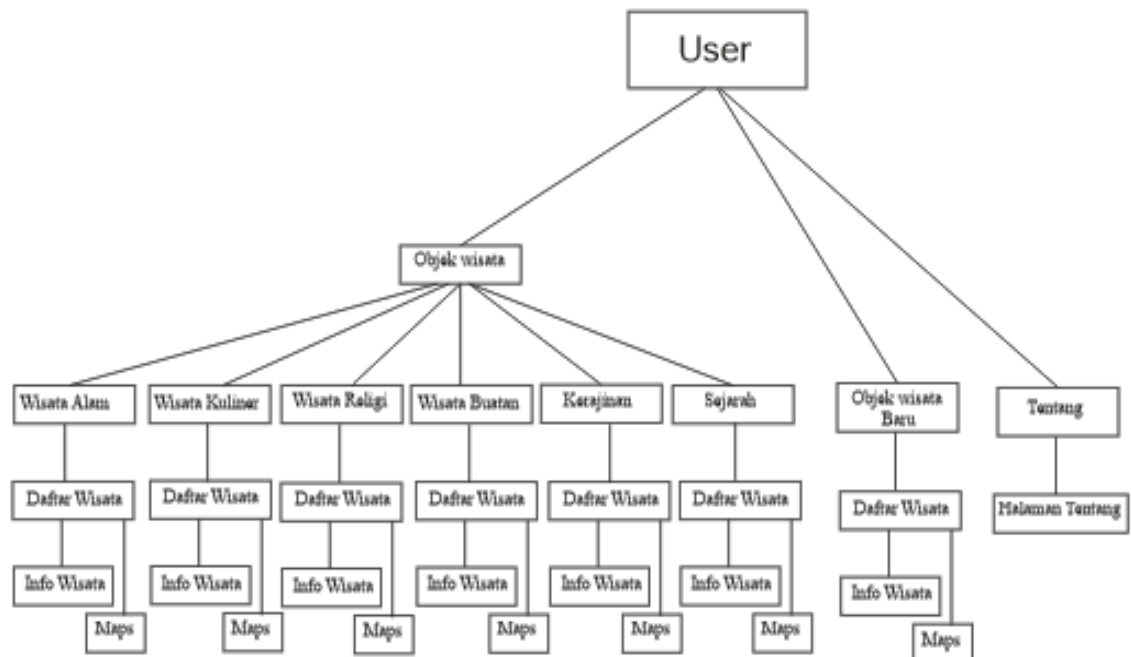 User
Objek wisata
Wisata Alam
Wisata Kuliner
Wisata Religi
Wisata Buatan
Kerajinan
Sejarah
Objek wisata
Baru
Tentang
Daftar Wisata
Daftar Wisata
Daftar Wisata
Daftar Wisata
Daftar Wisata
Daftar Wisata
Daftar Wisata
Halaman Tentang
Info Wisata
Info Wisata
Info Wisata
Info Wisata
Info Wisata
Info Wisata
Info Wisata
Maps
Maps
Maps
Maps
Maps
Maps
Maps